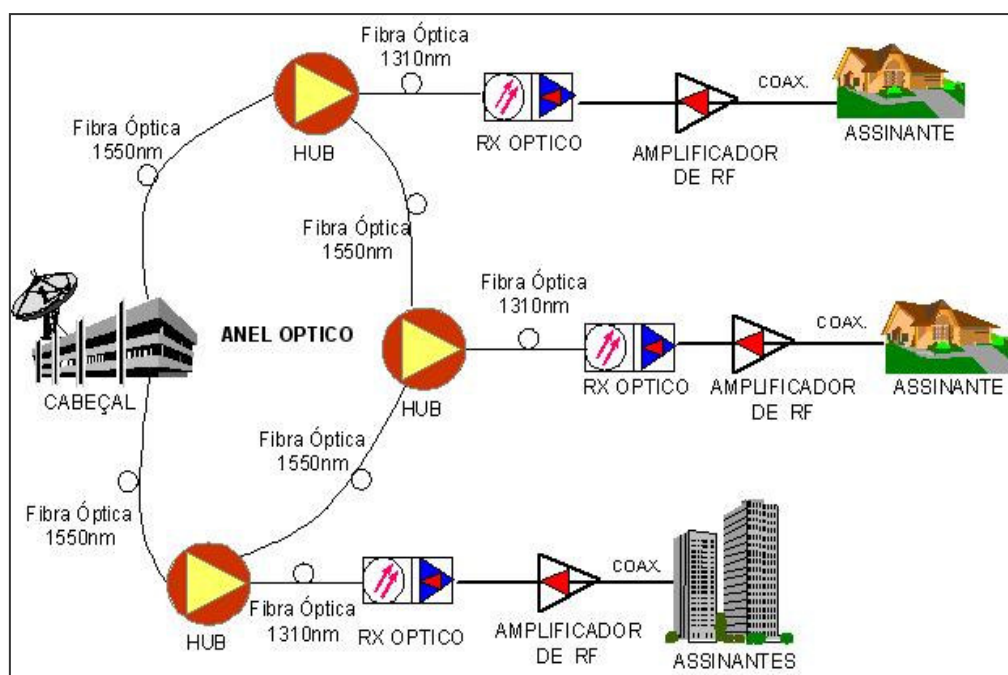 Fibra Óptica
1310nm
COAX.
HUB
RX OPTICO
AMPLIFICADOR
DE RF
ASSINANTE
Fibra Óptica
1550nm
Fibra Óptica
1550nm
Fibra Óptica
1310nm
COAX.
ANEL OPTICO
CABEÇAL
HUB
RX OPTICO
AMPLIFICADOR
DE RF
ASSINANTE
Fibra Óptica
1550nm
Fibra Óptica
1550nm
COAX.
HUB
Fibra Óptica
1310nm
RX OPTICO
AMPLIFICADOR
DE RF
ASSINANTES